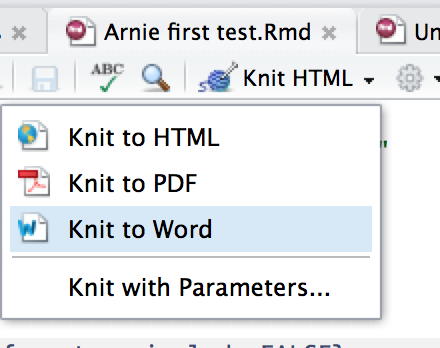 Arnie first test.Rmd
Un
ABC
Knit HTML
Knit to HTML
"
Knit to PDF
Knit to Word
Knit with Parameters...